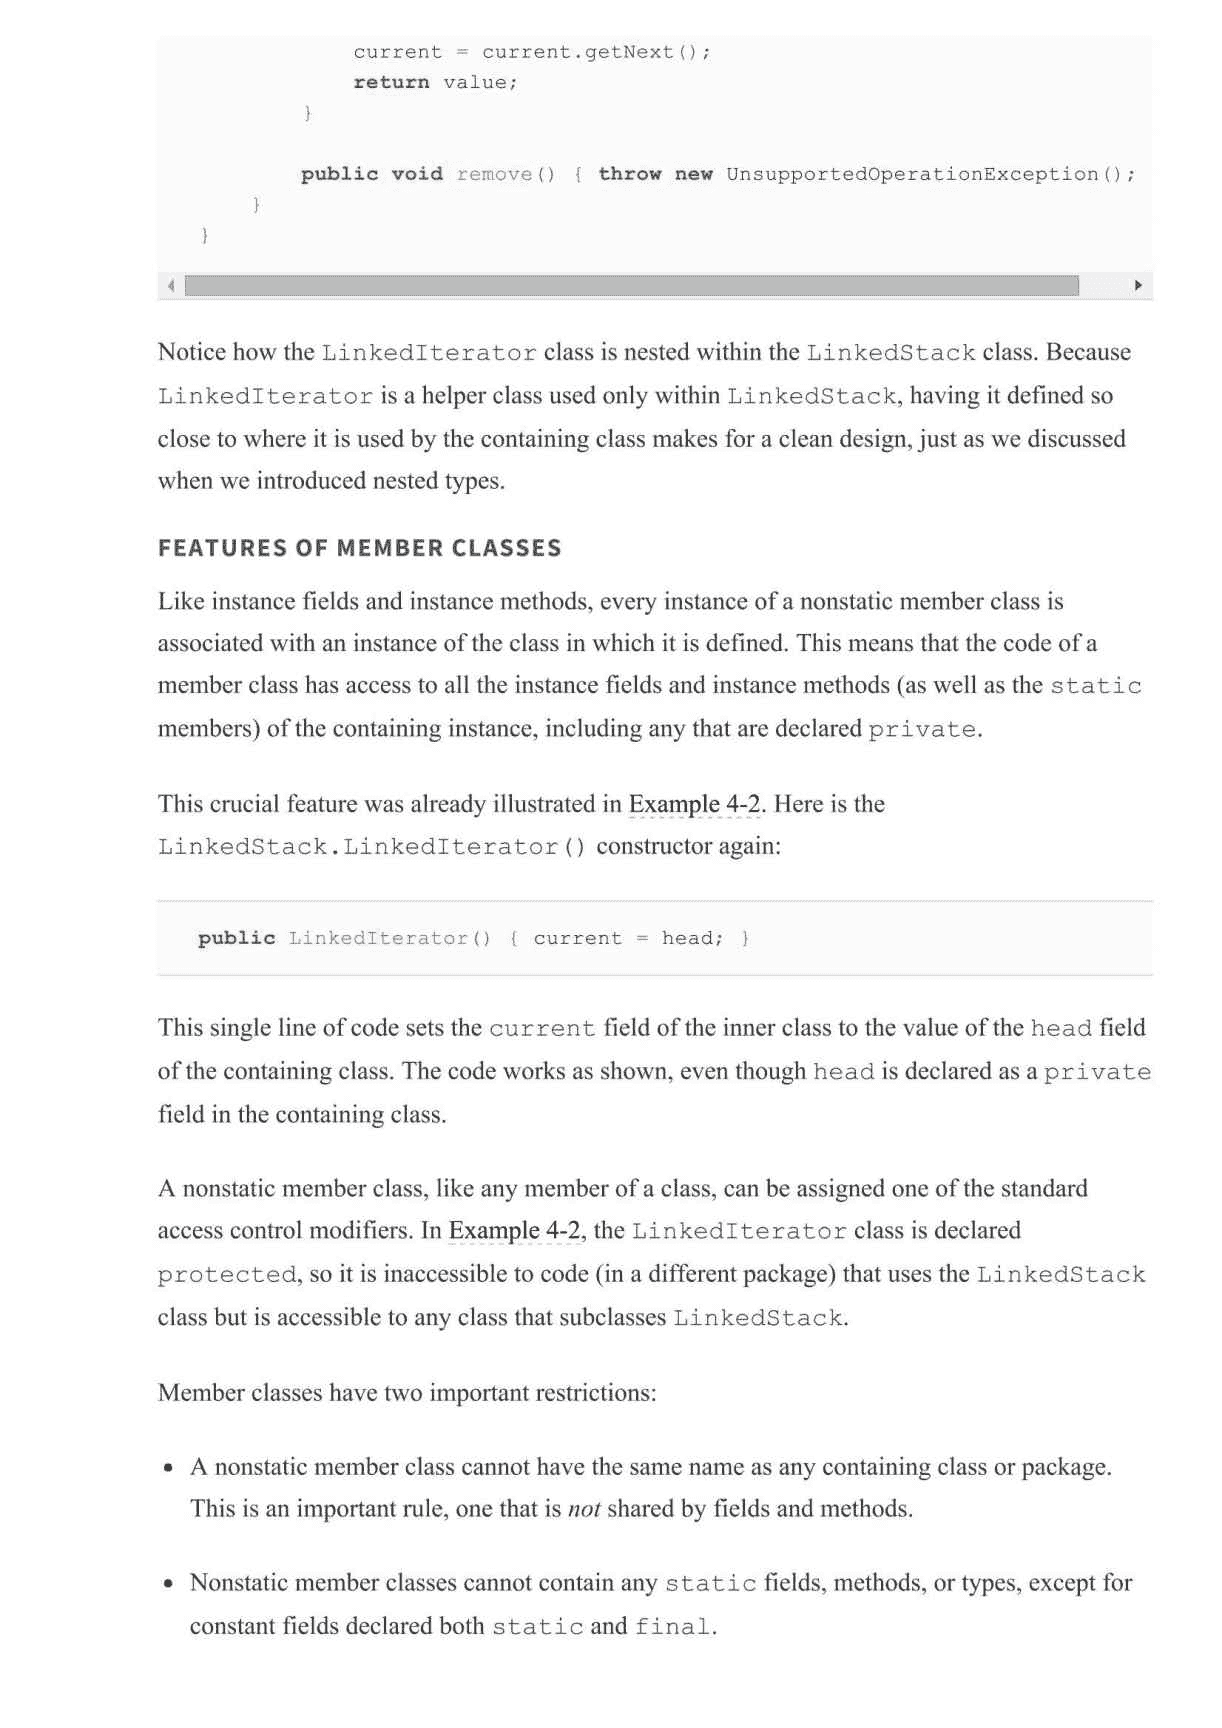 current = current.getNext();
return value;
}
public void remove() { throw new UnsupportedOperationException();
}
}
Notice how the LinkedIterator class is nested within the LinkedStack class. Because
LinkedIterator is a helper class used only within LinkedStack, having it defined so
close to where it is used by the containing class makes for a clean design, just as we discussed
when we introduced nested types.
FEATURES OF MEMBER CLASSES
Like instance fields and instance methods, every instance of a nonstatic member class is
associated with an instance of the class in which it is defined. This means that the code of a
member class has access to all the instance fields and instance methods (as well as the static
members) of the containing instance, including any that are declared private.
This crucial feature was already illustrated in Example 4-2. Here is the
LinkedStack.LinkedIterator() constructor again:
public LinkedIterator() { current = head; }
This single line of code sets the current field of the inner class to the value of the head field
of the containing class. The code works as shown, even though head is declared as a private
field in the containing class.
A nonstatic member class, like any member of a class, can be assigned one of the standard
access control modifiers. In Example 4-2, the LinkedIterator class is declared
protected, so it is inaccessible to code (in a different package) that uses the LinkedStack
class but is accessible to any class that subclasses LinkedStack.
Member classes have two important restrictions:
• A nonstatic member class cannot have the same name as any containing class or package.
This is an important rule, one that is not shared by fields and methods.
• Nonstatic member classes cannot contain any static fields, methods, or types, except for
constant fields declared both static and final.